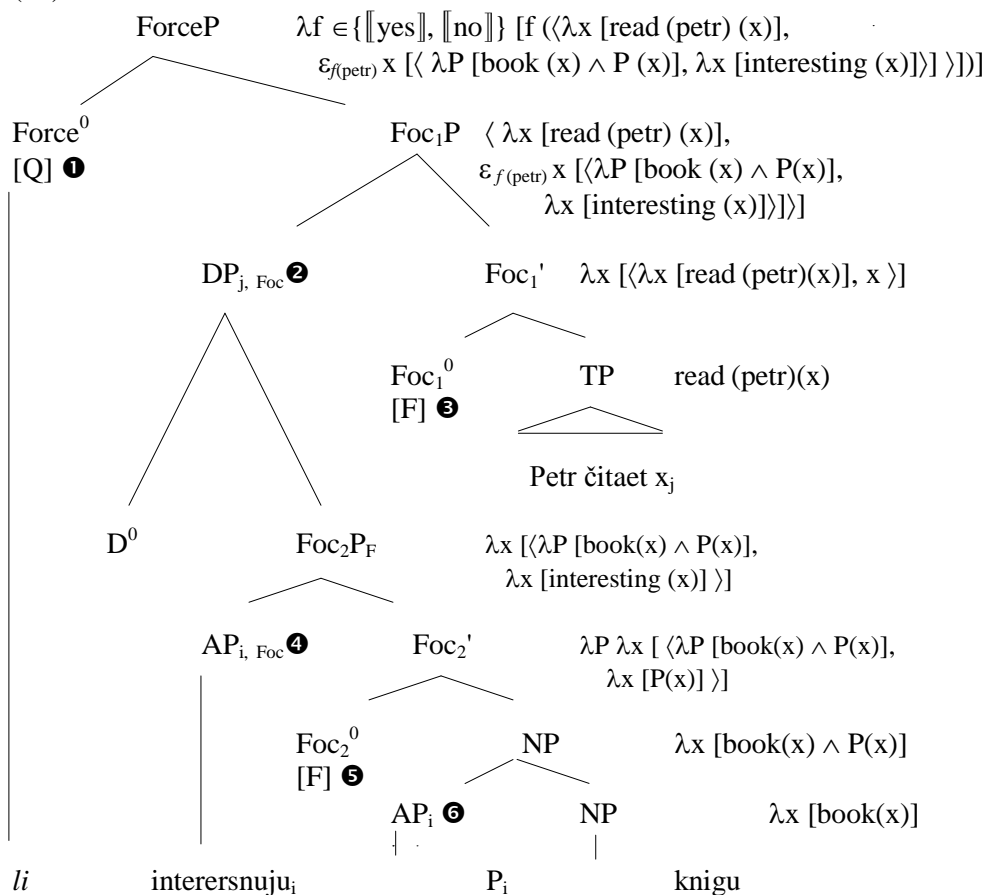 ForceP λf ∈{⟦yes⟧, ⟦no⟧} [f (⟨λx [read (petr) (x)],
ε_f(petr) x [⟨ λP [book (x) ∧ P (x)], λx [interesting (x)]⟩] ⟩])]
Force⁰ Foc₁P ⟨ λx [read (petr) (x)],
[Q] ❶ ε_f (petr) x [⟨λP [book (x) ∧ P(x)],
λx [interesting (x)]⟩]⟩]
DP_j, Foc ❷ Foc₁' λx [⟨λx [read (petr)(x)], x ⟩]
Foc₁⁰ TP read (petr)(x)
[F] ❸
Petr čitaet x_j
D⁰ Foc₂P_F λx [⟨λP [book(x) ∧ P(x)],
λx [interesting (x)] ⟩]
AP_i, Foc ❹ Foc₂' λP λx [ ⟨λP [book(x) ∧ P(x)],
λx [P(x)] ⟩]
Foc₂⁰ NP λx [book(x) ∧ P(x)]
[F] ❺
AP_i ❻ NP λx [book(x)]
li interersnuju_i P_i knigu